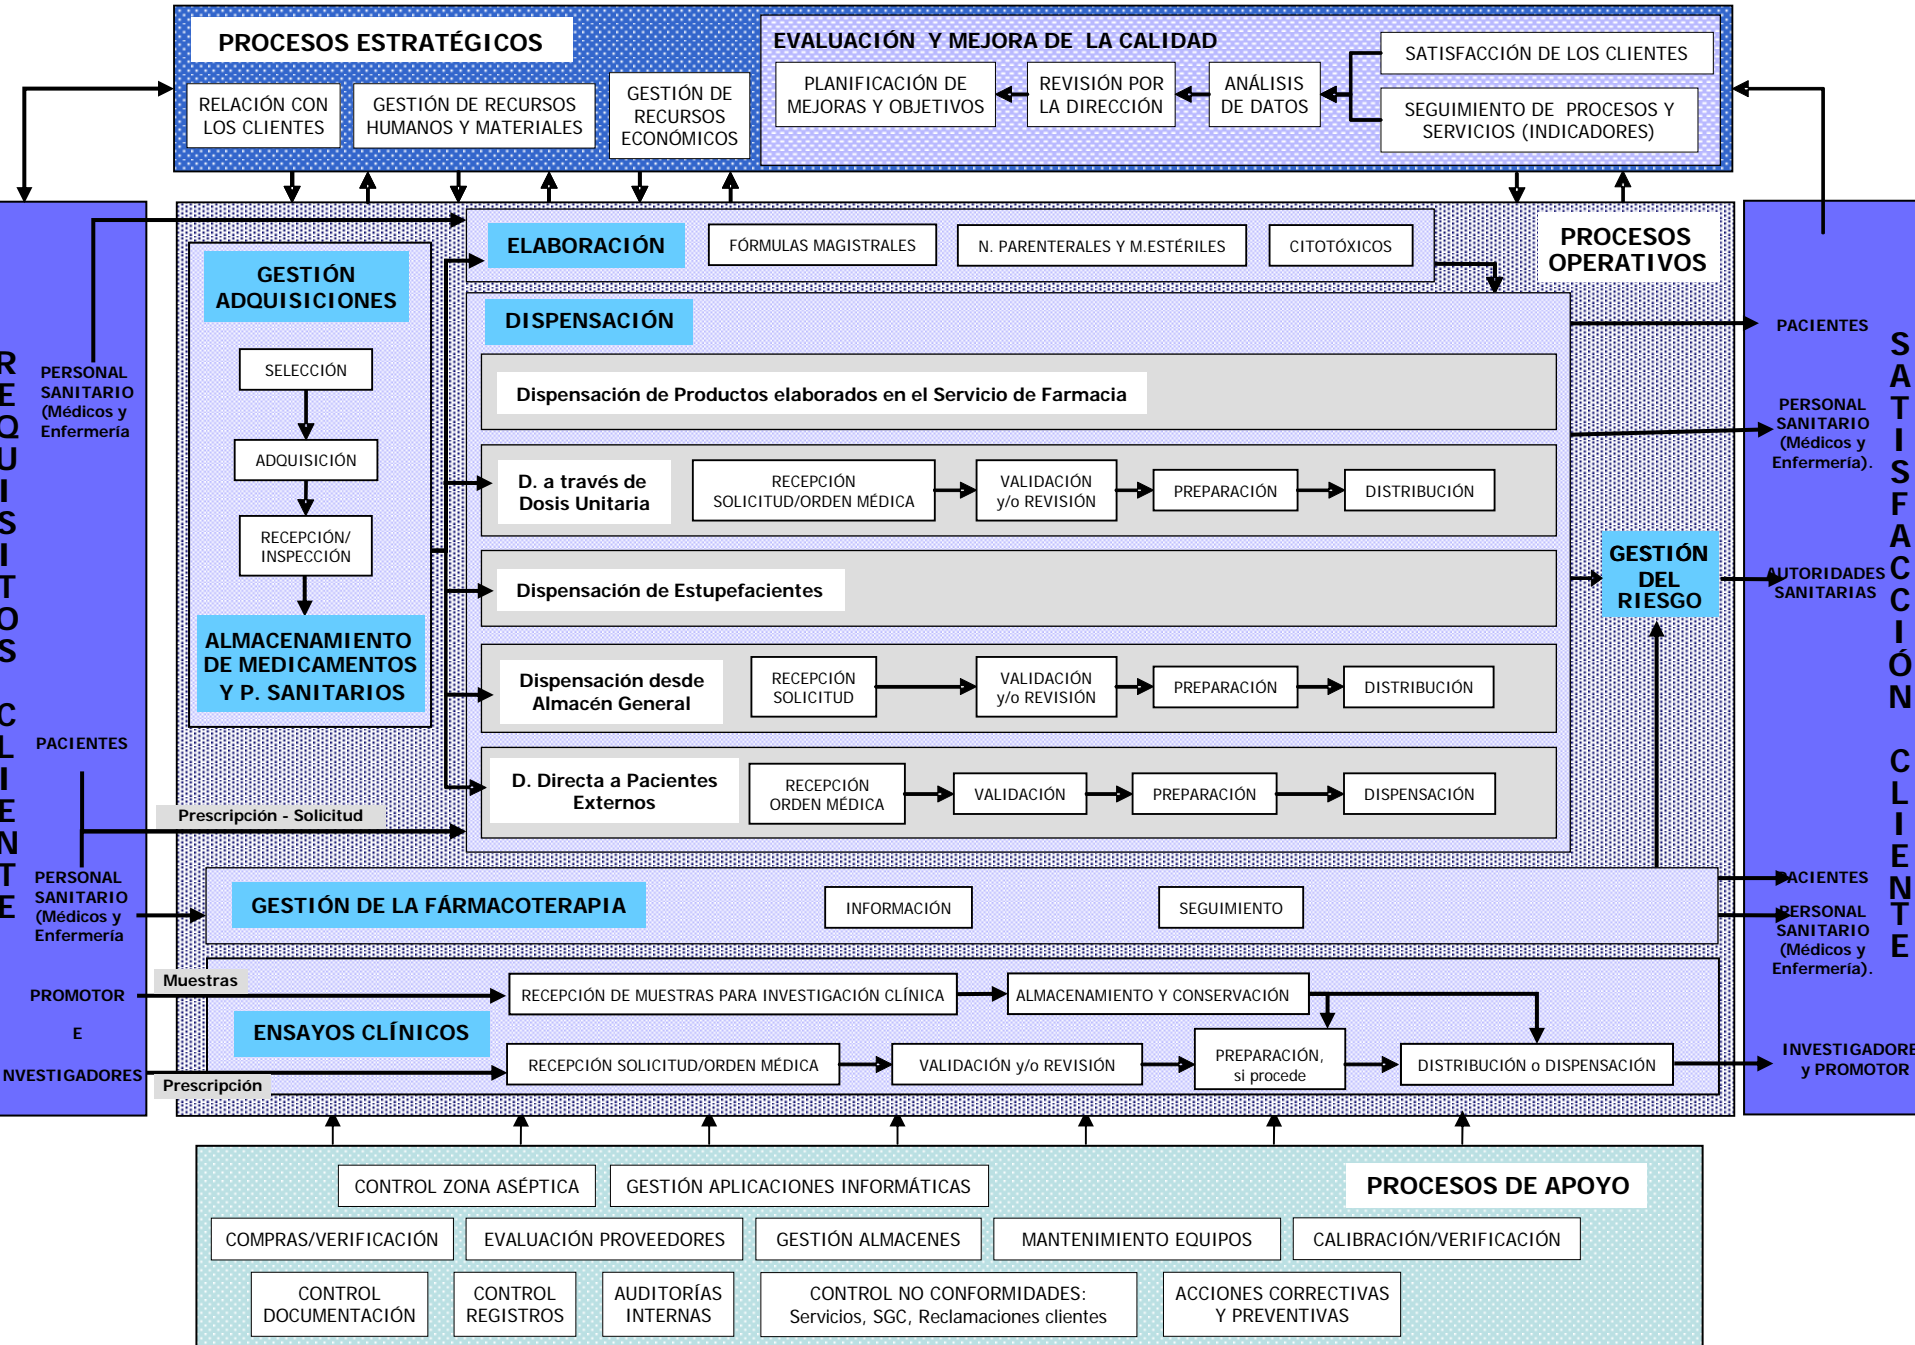 PROCESOS ESTRATÉGICOS
RELACIÓN CON
LOS CLIENTES
GESTIÓN DE RECURSOS
HUMANOS Y MATERIALES
GESTIÓN DE
RECURSOS
ECONÓMICOS
EVALUACIÓN Y MEJORA DE LA CALIDAD
PLANIFICACIÓN DE
MEJORAS Y OBJETIVOS
REVISIÓN POR
LA DIRECCIÓN
ANÁLISIS
DE DATOS
SATISFACCIÓN DE LOS CLIENTES
SEGUIMIENTO DE PROCESOS Y
SERVICIOS (INDICADORES)
REQUISITOS CLIENTE
PERSONAL
SANITARIO
(Médicos y
Enfermería
PACIENTES
PERSONAL
SANITARIO
(Médicos y
Enfermería
PROMOTOR
E
NVESTIGADORES
PROCESOS
OPERATIVOS
GESTIÓN
ADQUISICIONES
SELECCIÓN
ADQUISICIÓN
RECEPCIÓN/
INSPECCIÓN
ALMACENAMIENTO
DE MEDICAMENTOS
Y P. SANITARIOS
ELABORACIÓN
FÓRMULAS MAGISTRALES
N. PARENTERALES Y M.ESTÉRILES
CITOTÓXICOS
DISPENSACIÓN
Dispensación de Productos elaborados en el Servicio de Farmacia
D. a través de
Dosis Unitaria
RECEPCIÓN
SOLICITUD/ORDEN MÉDICA
VALIDACIÓN
y/o REVISIÓN
PREPARACIÓN
DISTRIBUCIÓN
Dispensación de Estupefacientes
Dispensación desde
Almacén General
RECEPCIÓN
SOLICITUD
VALIDACIÓN
y/o REVISIÓN
PREPARACIÓN
DISTRIBUCIÓN
D. Directa a Pacientes
Externos
RECEPCIÓN
ORDEN MÉDICA
VALIDACIÓN
PREPARACIÓN
DISPENSACIÓN
Prescripción - Solicitud
GESTIÓN
DEL
RIESGO
GESTIÓN DE LA FÁRMACOTERAPIA
INFORMACIÓN
SEGUIMIENTO
Muestras
RECEPCIÓN DE MUESTRAS PARA INVESTIGACIÓN CLÍNICA
ALMACENAMIENTO Y CONSERVACIÓN
ENSAYOS CLÍNICOS
Prescripción
RECEPCIÓN SOLICITUD/ORDEN MÉDICA
VALIDACIÓN y/o REVISIÓN
PREPARACIÓN,
si procede
DISTRIBUCIÓN o DISPENSACIÓN
SATISFACCIÓN CLIENTE
PACIENTES
PERSONAL
SANITARIO
(Médicos y
Enfermería).
AUTORIDADES
SANITARIAS
PACIENTES
PERSONAL
SANITARIO
(Médicos y
Enfermería).
INVESTIGADORE
y PROMOTOR
PROCESOS DE APOYO
CONTROL ZONA ASÉPTICA
GESTIÓN APLICACIONES INFORMÁTICAS
COMPRAS/VERIFICACIÓN
EVALUACIÓN PROVEEDORES
GESTIÓN ALMACENES
MANTENIMIENTO EQUIPOS
CALIBRACIÓN/VERIFICACIÓN
CONTROL
DOCUMENTACIÓN
CONTROL
REGISTROS
AUDITORÍAS
INTERNAS
CONTROL NO CONFORMIDADES:
Servicios, SGC, Reclamaciones clientes
ACCIONES CORRECTIVAS
Y PREVENTIVAS